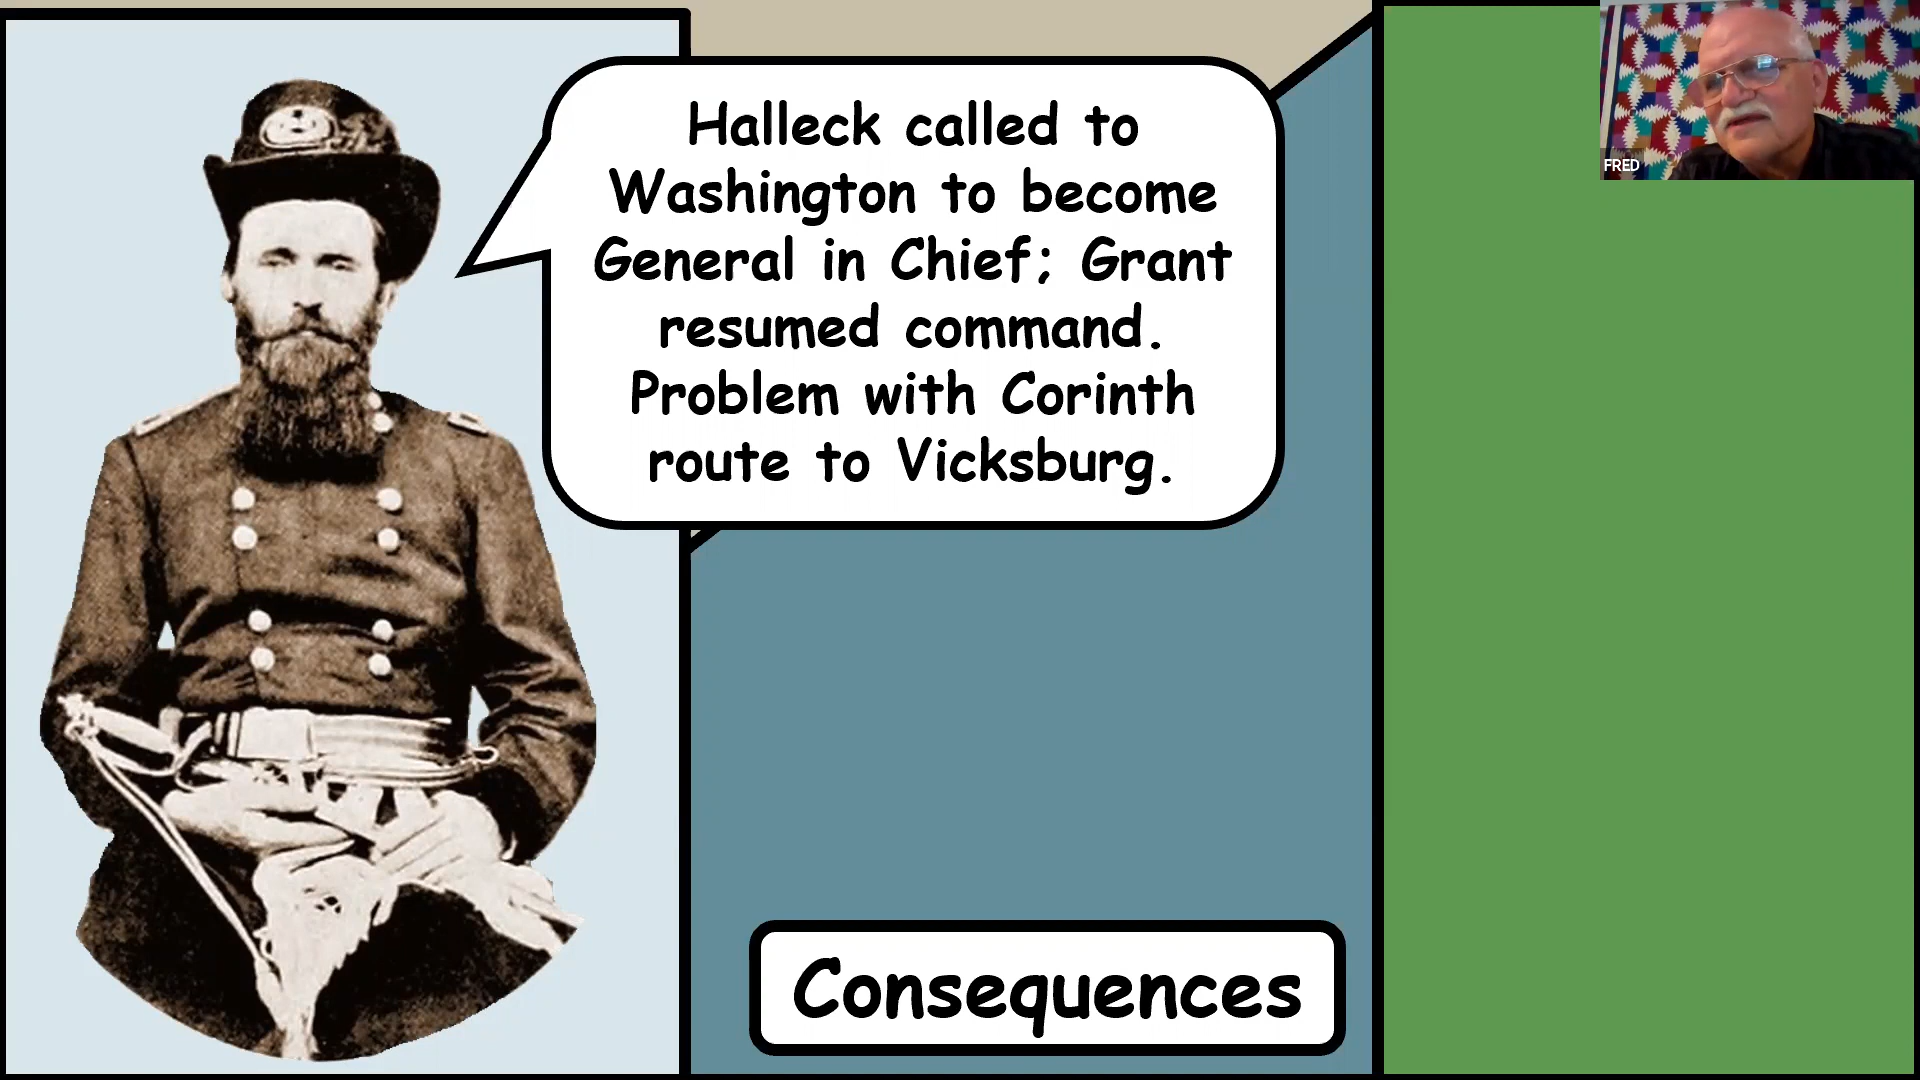 Halleck called to
Washington to become
General in Chief; Grant
resumed command.
Problem with Corinth
route to Vicksburg.
FRED
Consequences